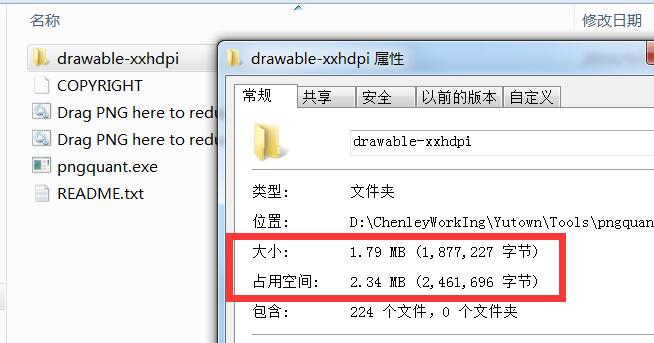 名称
修改日期
drawable-xxhdpi
COPYRIGHT
Drag PNG here to redu
Drag PNG here to redu
pngquant.exe
README.txt
drawable-xxhdpi 属性
常规 共享 安全 以前的版本 自定义
drawable-xxhdpi
类型: 文件夹
位置: D:\ChenleyWorkIng\Yutown\Tools\pngquant
大小: 1.79 MB (1,877,227 字节)
占用空间: 2.34 MB (2,461,696 字节)
包含: 224 个文件，0 个文件夹